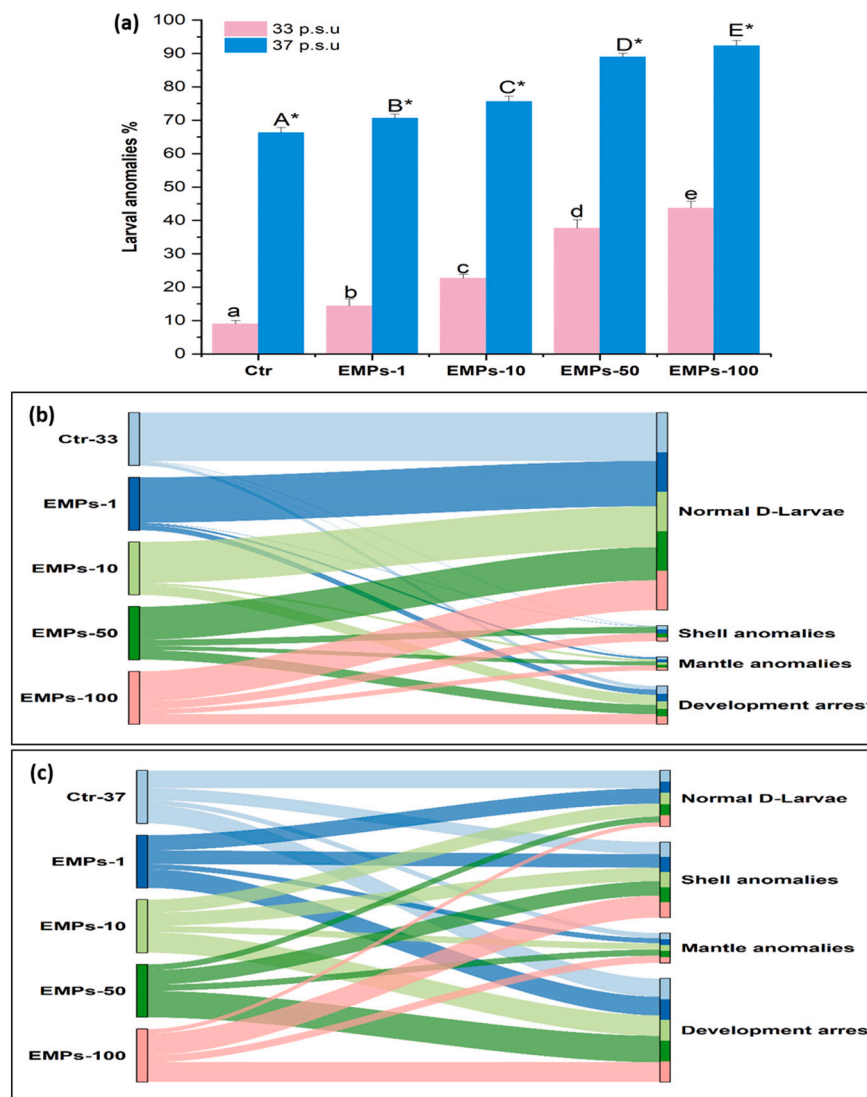 (a)
33 p.s.u
37 p.s.u
Larval anomalies %
100
90
80
70
60
50
40
30
20
10
0
a
A*
b
B*
c
C*
d
D*
e
E*
Ctr
EMPs-1
EMPs-10
EMPs-50
EMPs-100
(b)
Ctr-33
EMPs-1
EMPs-10
EMPs-50
EMPs-100
Normal D-Larvae
Shell anomalies
Mantle anomalies
Development arrest
(c)
Ctr-37
EMPs-1
EMPs-10
EMPs-50
EMPs-100
Normal D-Larvae
Shell anomalies
Mantle anomalies
Development arrest